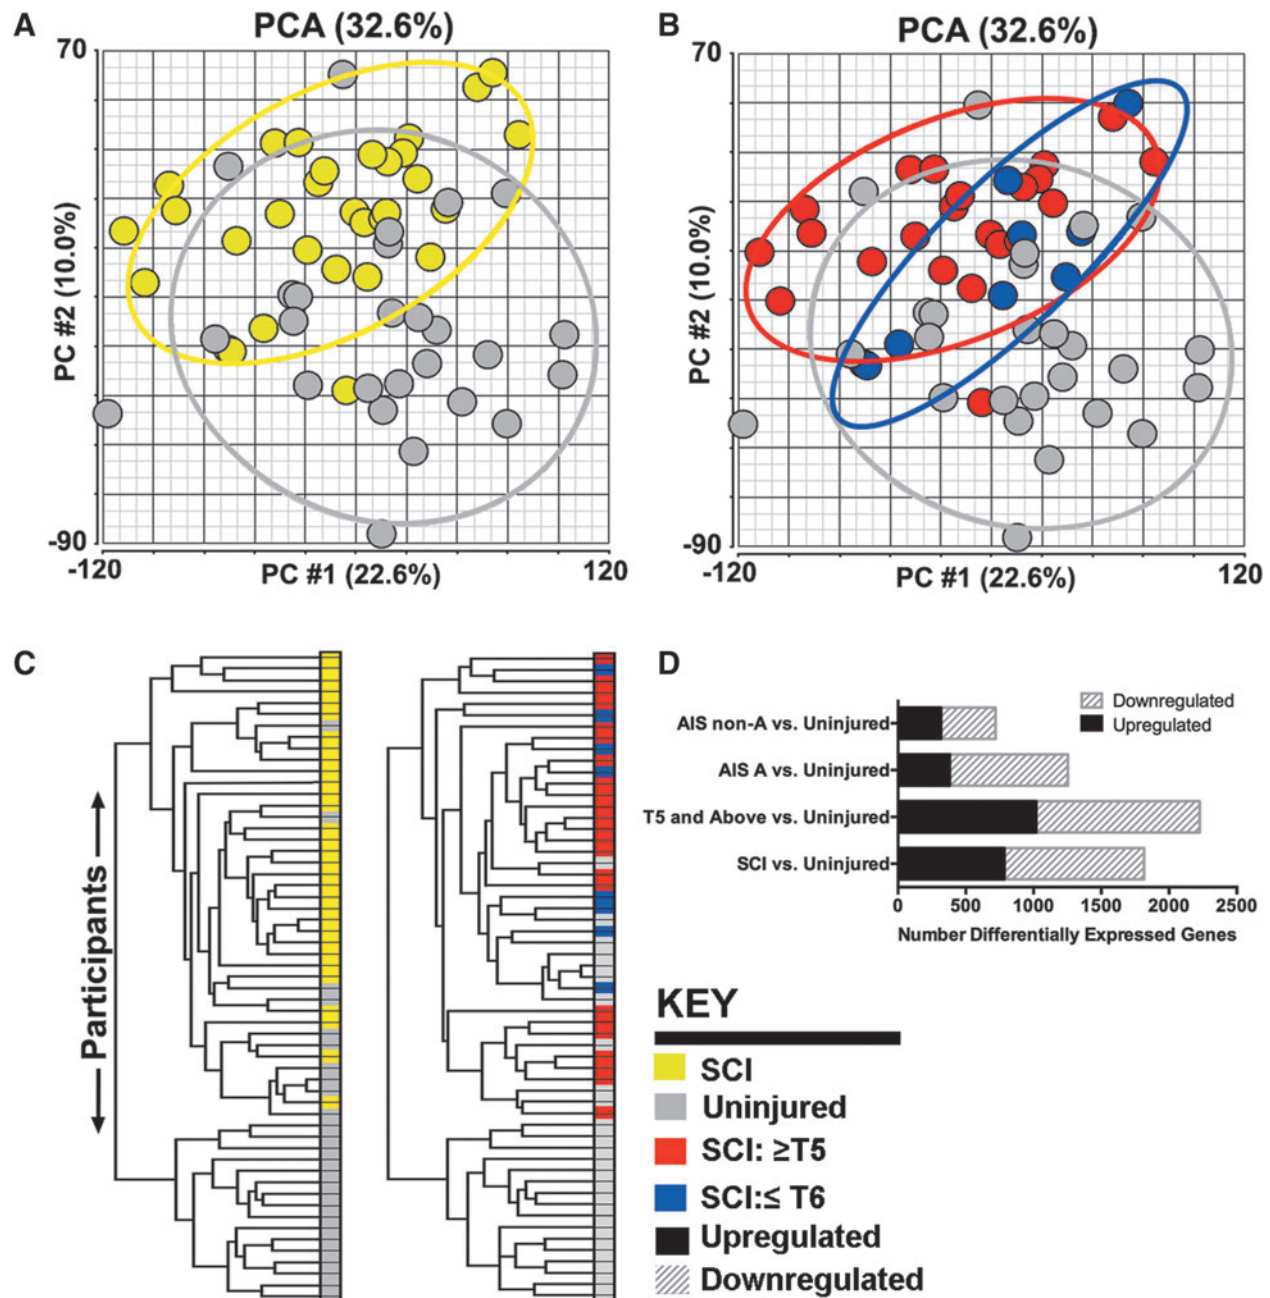 A
PCA (32.6%)
70
PC #2 (10.0%)
-90
-120
PC #1 (22.6%)
120
B
PCA (32.6%)
70
PC #2 (10.0%)
-90
-120
PC #1 (22.6%)
120
C
Participants
D
Downregulated
Upregulated
AIS non-A vs. Uninjured
AIS A vs. Uninjured
T5 and Above vs. Uninjured
SCI vs. Uninjured
0 500 1000 1500 2000 2500
Number Differentially Expressed Genes
KEY
SCI
Uninjured
SCI: ≥T5
SCI:≤ T6
Upregulated
Downregulated